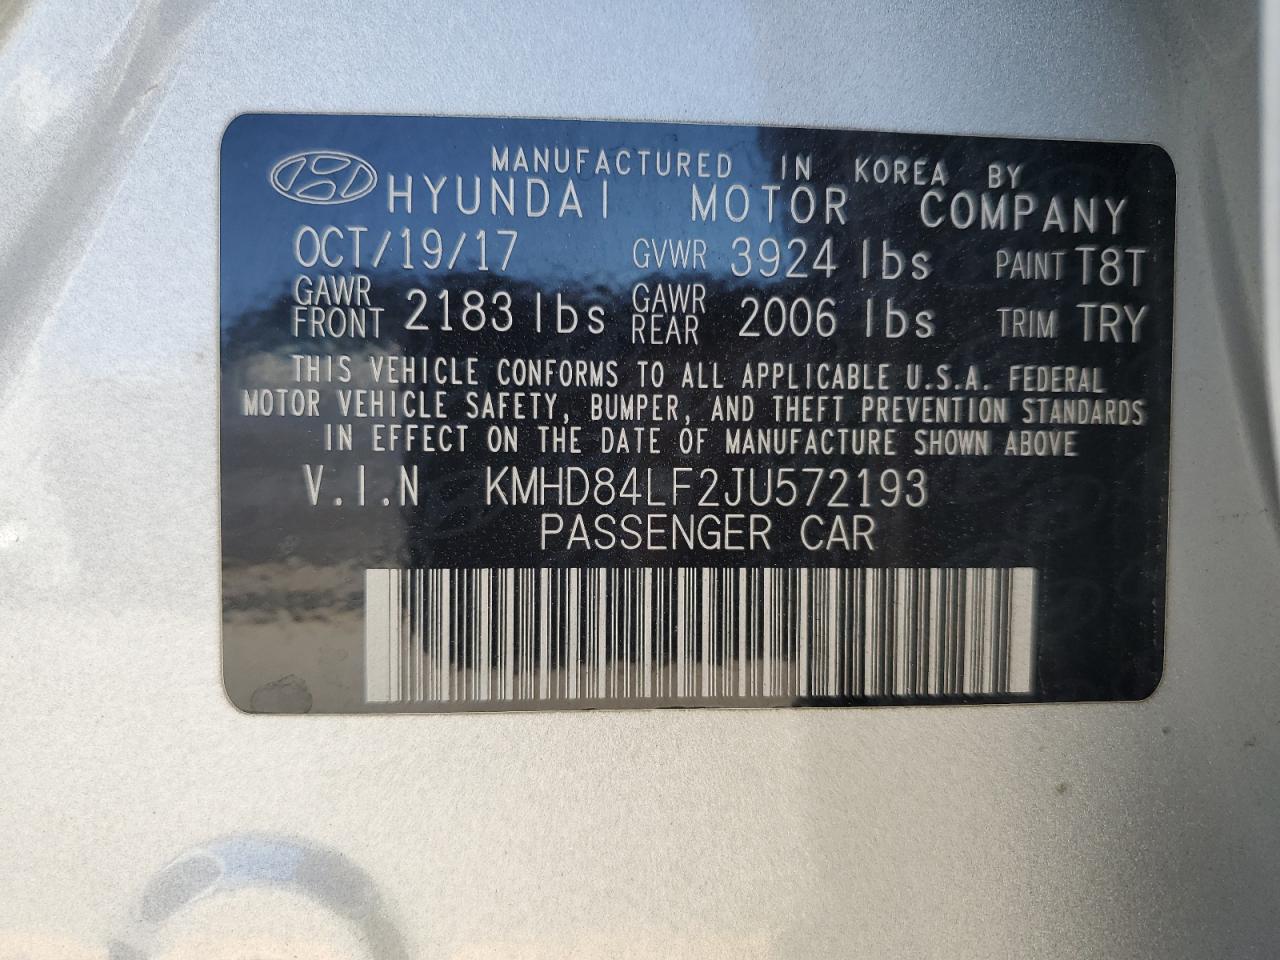 MANUFACTURED IN KOREA BY
HYUNDAI MOTOR COMPANY
OCT/19/17 GVWR 3924 lbs PAINT T8T
GAWR FRONT 2183 lbs GAWR REAR 2006 lbs TRIM TRY
THIS VEHICLE CONFORMS TO ALL APPLICABLE U.S.A. FEDERAL
MOTOR VEHICLE SAFETY, BUMPER, AND THEFT PREVENTION STANDARDS
IN EFFECT ON THE DATE OF MANUFACTURE SHOWN ABOVE
V.I.N KMHD84LF2JU572193
PASSENGER CAR